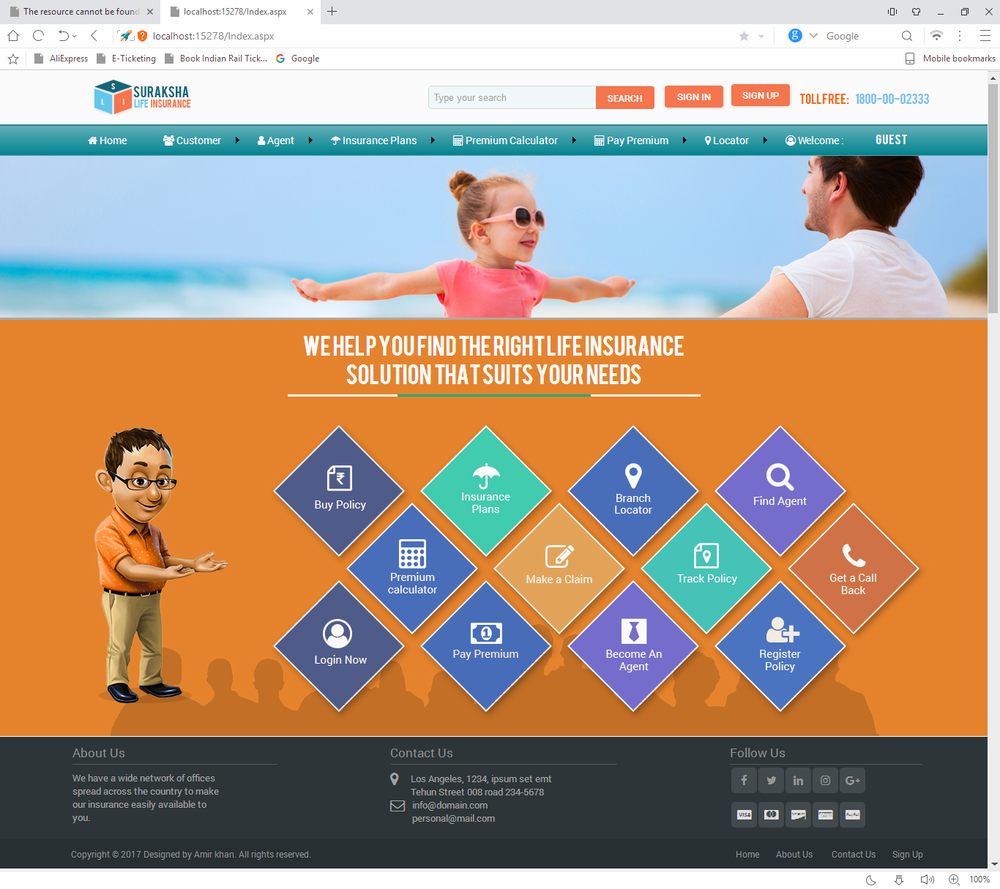 The resource cannot be found
localhost:15278/Index.aspx
localhost:15278/Index.aspx
Google
AliExpress
E-Ticketing
Book Indian Rail Tick...
Google
Mobile bookmarks
S
L I
SURAKSHA
LIFE INSURANCE
Type your search
SEARCH
SIGN IN
SIGN UP
TOLLFREE: 1800-00-02333
Home
Customer
Agent
Insurance Plans
Premium Calculator
Pay Premium
Locator
Welcome :
GUEST
WE HELP YOU FIND THE RIGHT LIFE INSURANCE
SOLUTION THAT SUITS YOUR NEEDS
Buy Policy
Insurance
Plans
Branch
Locator
Find Agent
Premium
calculator
Make a Claim
Track Policy
Get a Call
Back
Login Now
Pay Premium
Become An
Agent
Register
Policy
About Us
We have a wide network of offices
spread across the country to make
our insurance easily available to
you.
Contact Us
Los Angeles, 1234, ipsum set emt
Tehun Street 008 road 234-5678
info@domain.com
personal@mail.com
Follow Us
VISA
PayPal
Copyright © 2017 Designed by Amir khan. All rights reserved.
Home
About Us
Contact Us
Sign Up
100%